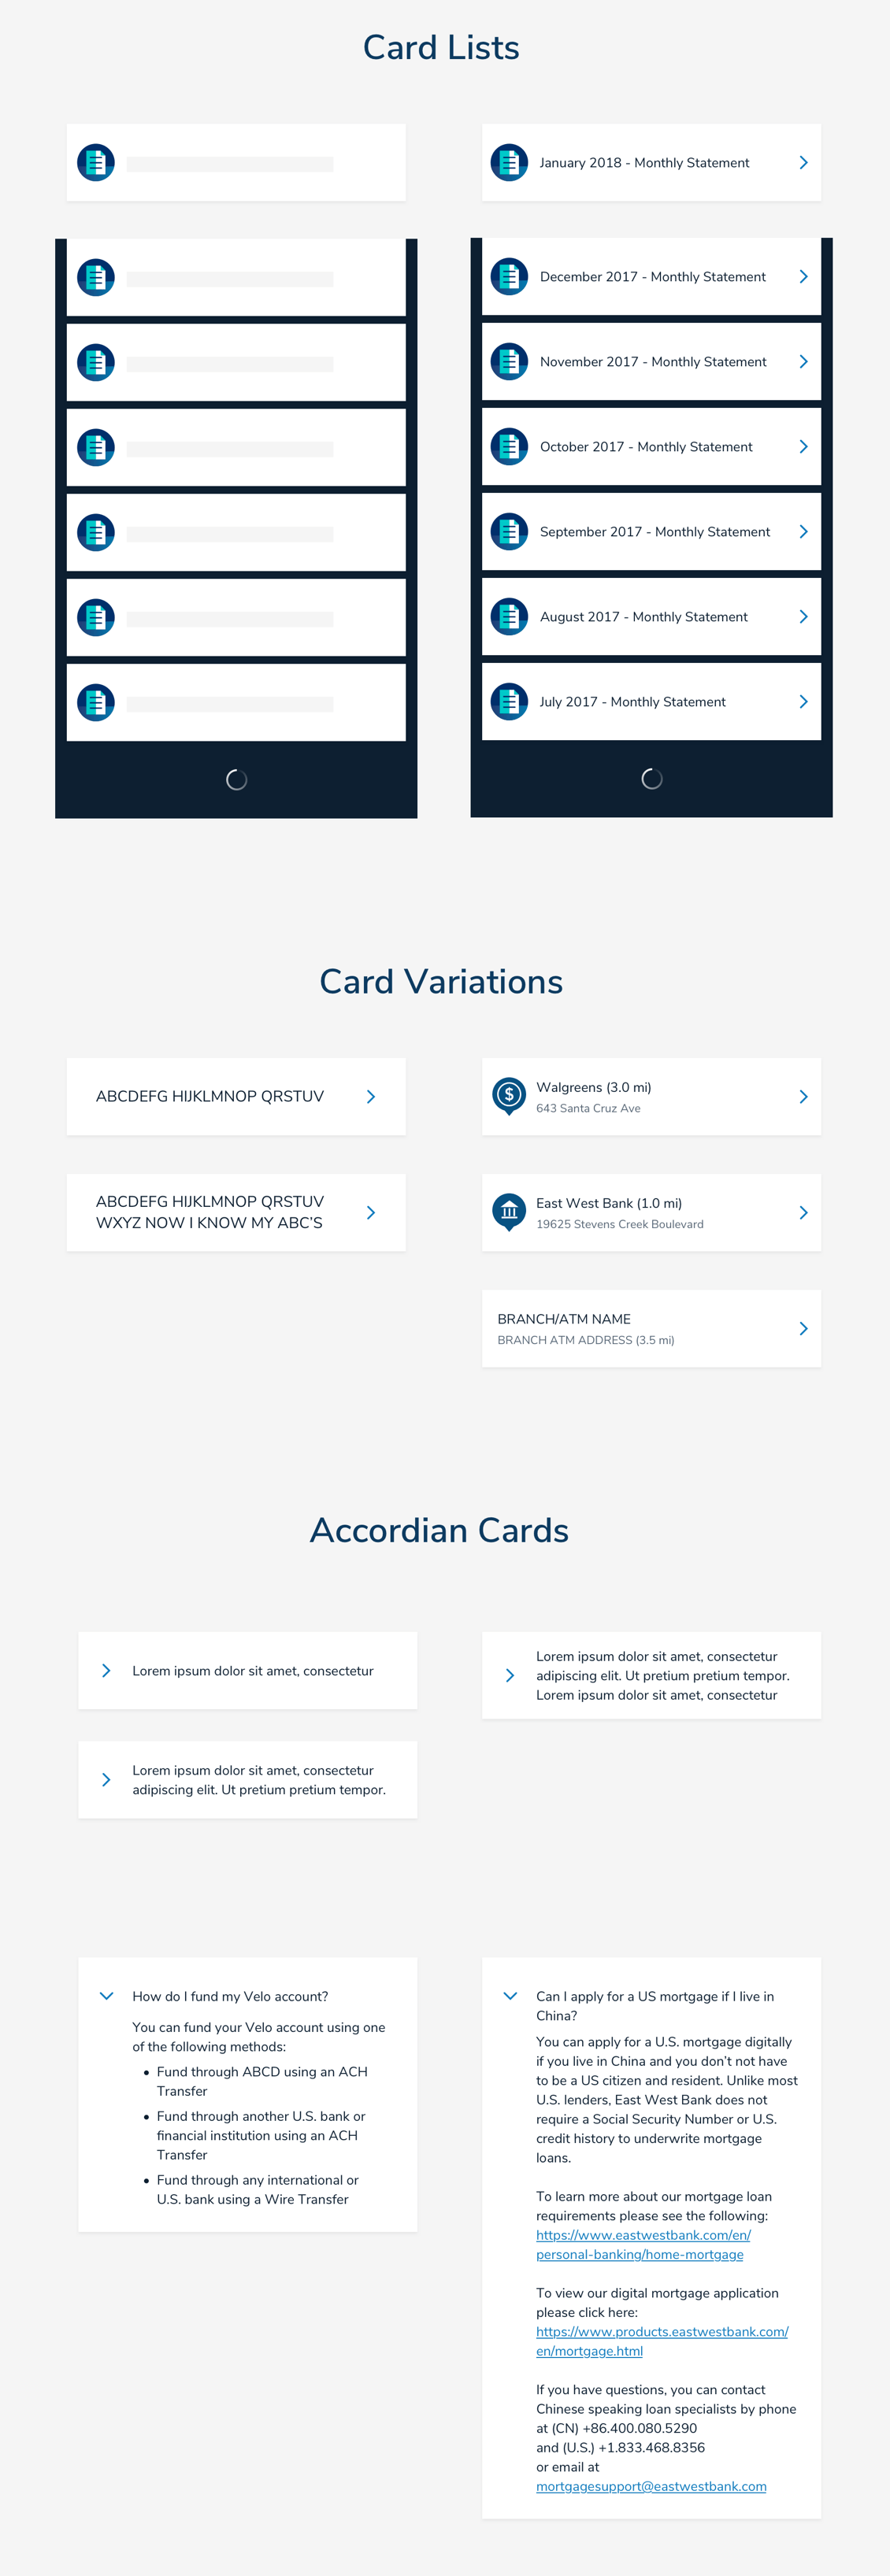 Card Lists
January 2018 - Monthly Statement
December 2017 - Monthly Statement
November 2017 - Monthly Statement
October 2017 - Monthly Statement
September 2017 - Monthly Statement
August 2017 - Monthly Statement
July 2017 - Monthly Statement
Card Variations
ABCDEFG HIJKLMNOP QRSTUV
ABCDEFG HIJKLMNOP QRSTUV
WXYZ NOW I KNOW MY ABC'S
$
Walgreens (3.0 mi)
643 Santa Cruz Ave
East West Bank (1.0 mi)
19625 Stevens Creek Boulevard
BRANCH/ATM NAME
BRANCH ATM ADDRESS (3.5 mi)
Accordian Cards
Lorem ipsum dolor sit amet, consectetur
Lorem ipsum dolor sit amet, consectetur
adipiscing elit. Ut pretium pretium tempor.
Lorem ipsum dolor sit amet, consectetur
adipiscing elit. Ut pretium pretium tempor.
Lorem ipsum dolor sit amet, consectetur
How do I fund my Velo account?
You can fund your Velo account using one
of the following methods:
• Fund through ABCD using an ACH
Transfer
• Fund through another U.S. bank or
financial institution using an ACH
Transfer
• Fund through any international or
U.S. bank using a Wire Transfer
Can I apply for a US mortgage if I live in
China?
You can apply for a U.S. mortgage digitally
if you live in China and you don't not have
to be a US citizen and resident. Unlike most
U.S. lenders, East West Bank does not
require a Social Security Number or U.S.
credit history to underwrite mortgage
loans.
To learn more about our mortgage loan
requirements please see the following:
https://www.eastwestbank.com/en/
personal-banking/home-mortgage
To view our digital mortgage application
please click here:
https://www.products.eastwestbank.com/
en/mortgage.html
If you have questions, you can contact
Chinese speaking loan specialists by phone
at (CN) +86.400.080.5290
and (U.S.) +1.833.468.8356
or email at
mortgagesupport@eastwestbank.com